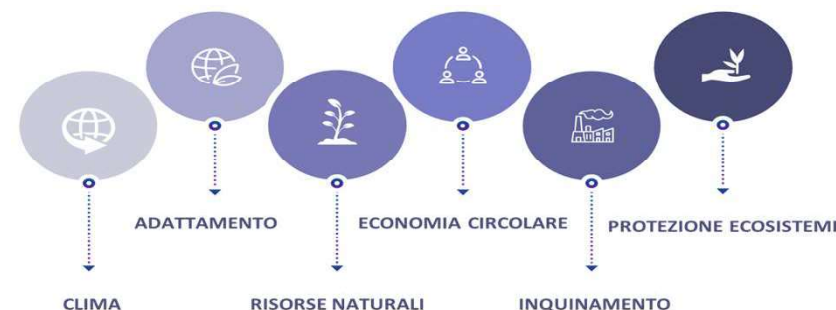 ADATTAMENTO
ECONOMIA CIRCOLARE
PROTEZIONE ECOSISTEMI
CLIMA
RISORSE NATURALI
INQUINAMENTO